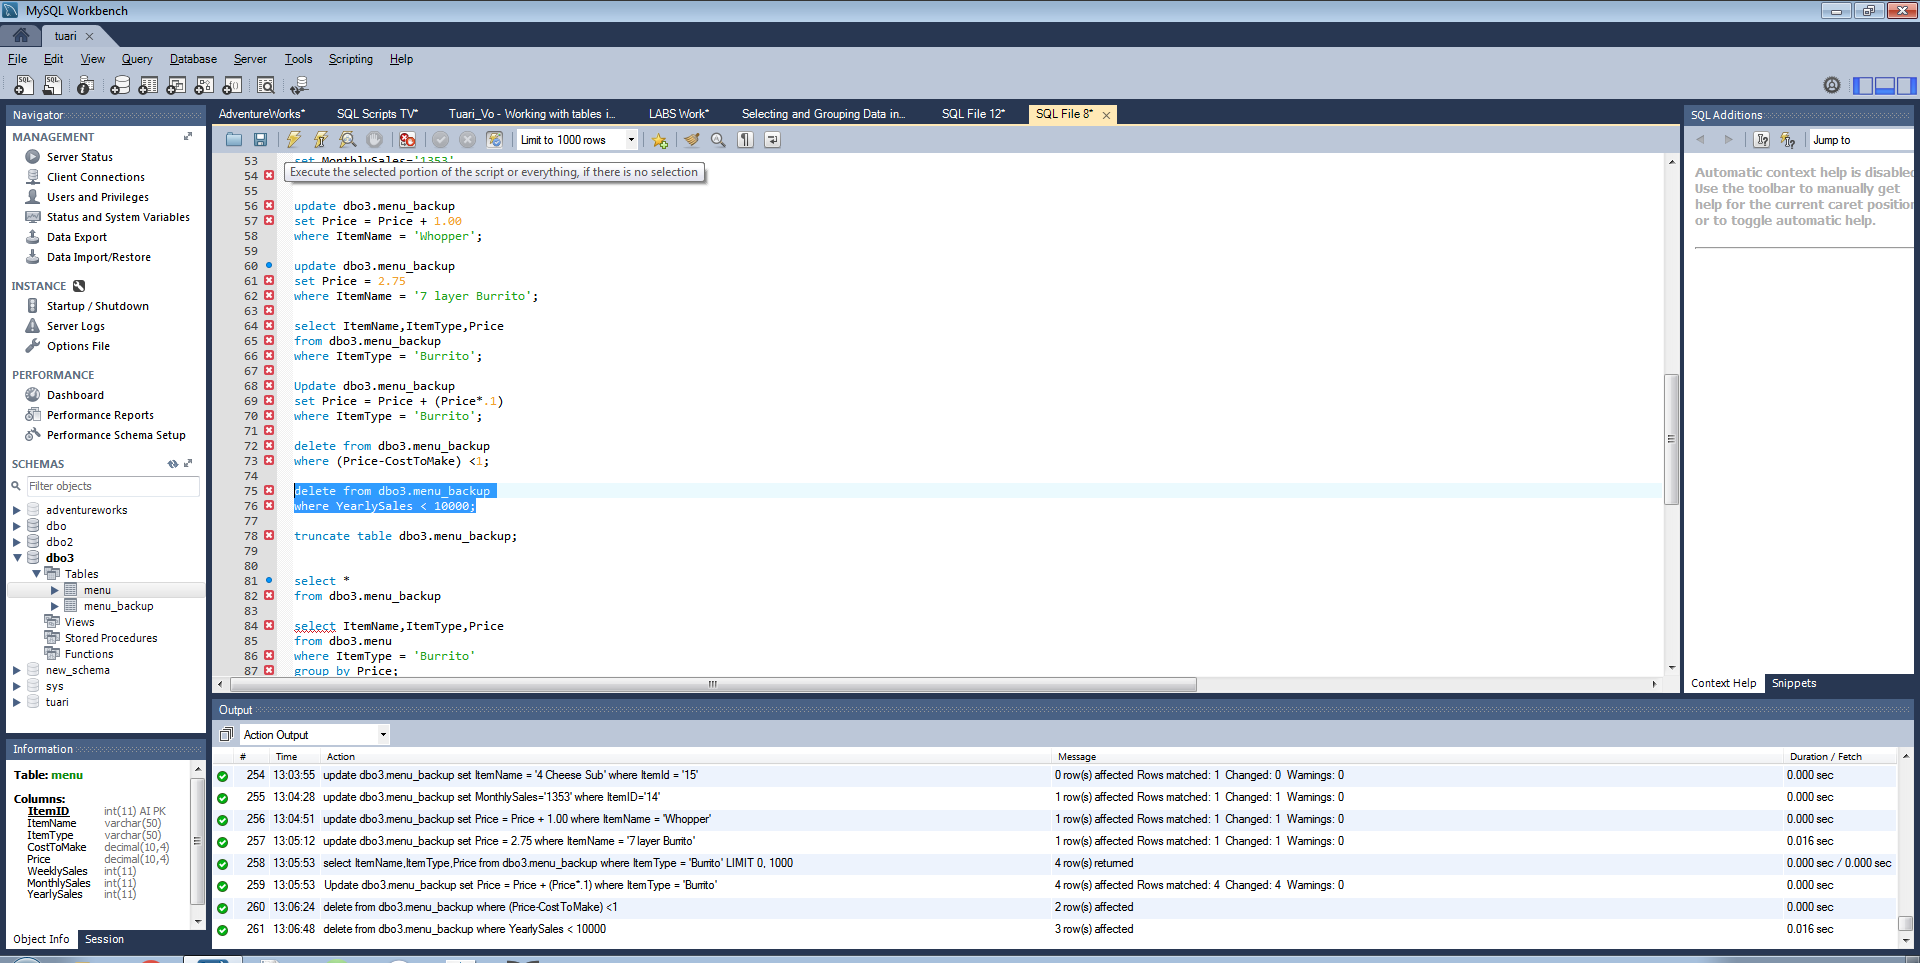 MySQL Workbench
tuari
File Edit View Query Database Server Tools Scripting Help
Navigator
MANAGEMENT
Server Status
Client Connections
Users and Privileges
Status and System Variables
Data Export
Data Import/Restore
INSTANCE
Startup / Shutdown
Server Logs
Options File
PERFORMANCE
Dashboard
Performance Reports
Performance Schema Setup
SCHEMAS
Filter objects
adventureworks
dbo
dbo2
dbo3
Tables
menu
menu_backup
Views
Stored Procedures
Functions
new_schema
sys
tuari
Information
Table: menu
Columns:
ItemID int(11) AI PK
ItemName varchar(50)
ItemType varchar(50)
CostToMake decimal(10,4)
Price decimal(10,4)
WeeklySales int(11)
MonthlySales int(11)
YearlySales int(11)
Object Info Session
AdventureWorks* SQL Scripts TV* Tuari_Vo - Working with tables i... LABS Work* Selecting and Grouping Data in... SQL File 12* SQL File 8*
Limit to 1000 rows
53 set MonthlySales='1353'
Execute the selected portion of the script or everything, if there is no selection
54
55
56 update dbo3.menu_backup
57 set Price = Price + 1.00
58 where ItemName = 'Whopper';
59
60 update dbo3.menu_backup
61 set Price = 2.75
62 where ItemName = '7 layer Burrito';
63
64 select ItemName,ItemType,Price
65 from dbo3.menu_backup
66 where ItemType = 'Burrito';
67
68 Update dbo3.menu_backup
69 set Price = Price + (Price*.1)
70 where ItemType = 'Burrito';
71
72 delete from dbo3.menu_backup
73 where (Price-CostToMake) <1;
74
75 delete from dbo3.menu_backup
76 where YearlySales < 10000;
77
78 truncate table dbo3.menu_backup;
79
80
81 select *
82 from dbo3.menu_backup
83
84 select ItemName,ItemType,Price
85 from dbo3.menu
86 where ItemType = 'Burrito'
87 group by Price;
SQL Additions
Jump to
Automatic context help is disabled
Use the toolbar to manually get
help for the current caret position
or to toggle automatic help.
Context Help Snippets
Output
Action Output
# Time Action Message Duration / Fetch
254 13:03:55 update dbo3.menu_backup set ItemName = '4 Cheese Sub' where ItemId = '15' 0 row(s) affected Rows matched: 1 Changed: 0 Warnings: 0 0.000 sec
255 13:04:28 update dbo3.menu_backup set MonthlySales='1353' where ItemID='14' 1 row(s) affected Rows matched: 1 Changed: 1 Warnings: 0 0.000 sec
256 13:04:51 update dbo3.menu_backup set Price = Price + 1.00 where ItemName = 'Whopper' 1 row(s) affected Rows matched: 1 Changed: 1 Warnings: 0 0.000 sec
257 13:05:12 update dbo3.menu_backup set Price = 2.75 where ItemName = '7 layer Burrito' 1 row(s) affected Rows matched: 1 Changed: 1 Warnings: 0 0.016 sec
258 13:05:53 select ItemName,ItemType,Price from dbo3.menu_backup where ItemType = 'Burrito' LIMIT 0, 1000 4 row(s) returned 0.000 sec / 0.000 sec
259 13:05:53 Update dbo3.menu_backup set Price = Price + (Price*.1) where ItemType = 'Burrito' 4 row(s) affected Rows matched: 4 Changed: 4 Warnings: 0 0.000 sec
260 13:06:24 delete from dbo3.menu_backup where (Price-CostToMake) <1 2 row(s) affected 0.000 sec
261 13:06:48 delete from dbo3.menu_backup where YearlySales < 10000 3 row(s) affected 0.016 sec